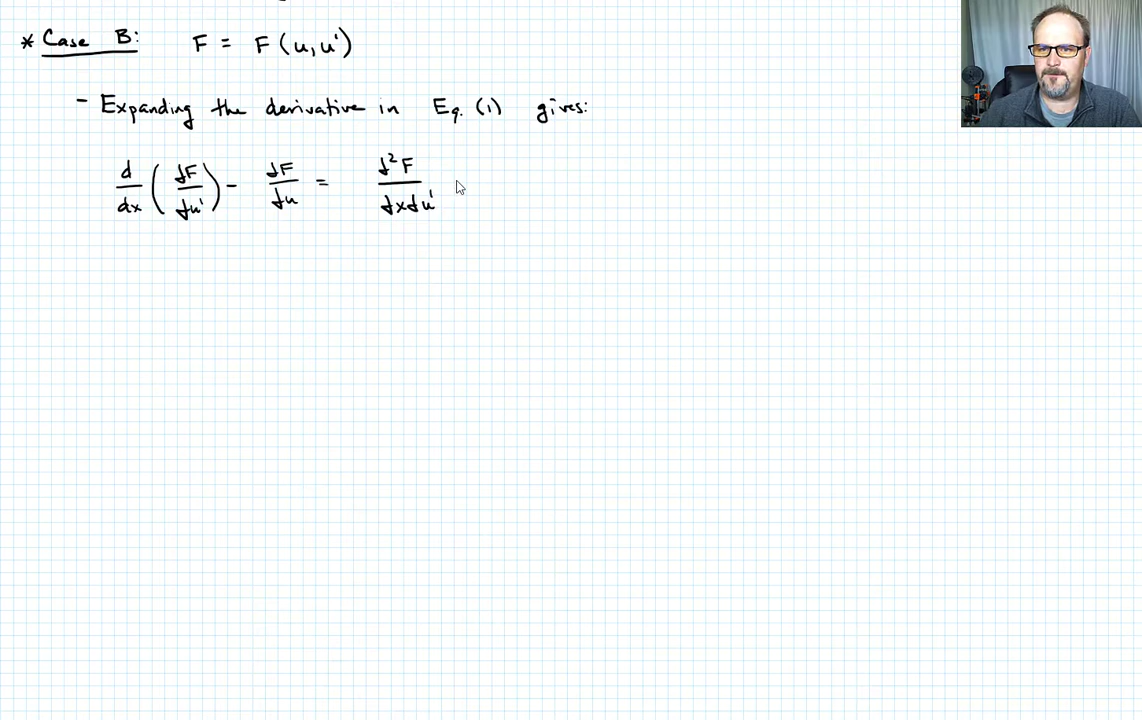 * Case B: F = F(u,u')
- Expanding the derivative in Eq. (1) gives:
d/dx (∂F/∂u') - ∂F/∂u = ∂²F/∂x∂u'